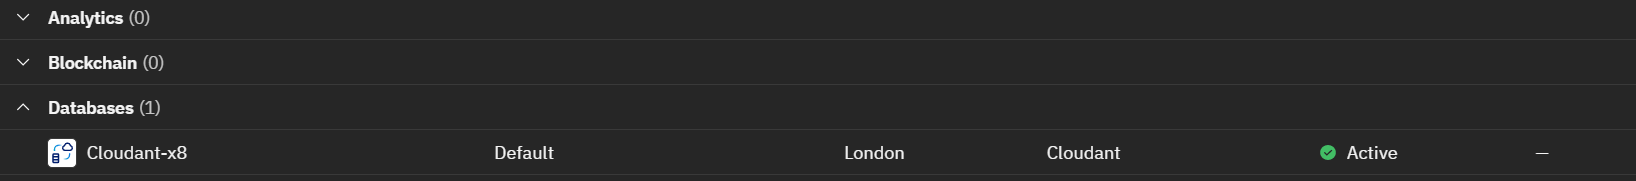 Analytics (0)
Blockchain (0)
Databases (1)
Cloudant-x8 Default London Cloudant Active —